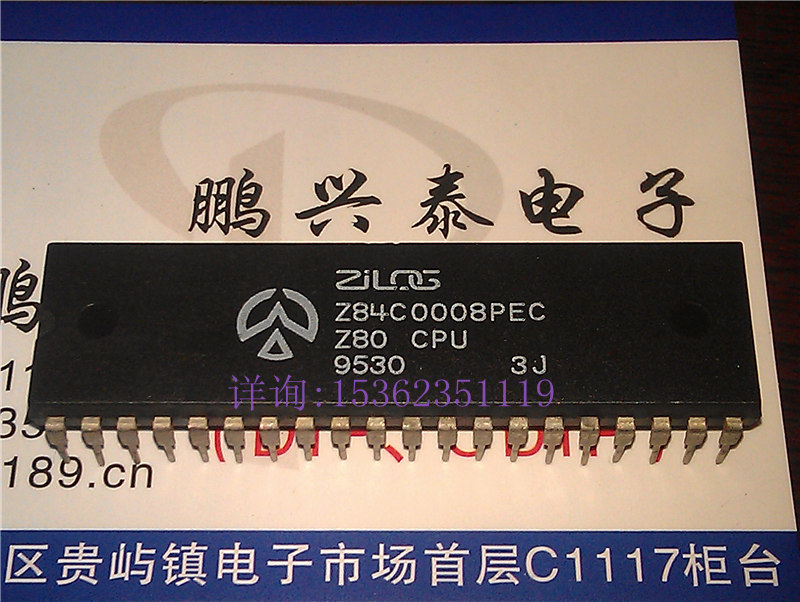 鹏兴泰电子
ZiLOG
Z84C0008PEC
Z80 CPU
9530 3J
详询:15362351119
189.cn
区贵屿镇电子市场首层C1117柜台